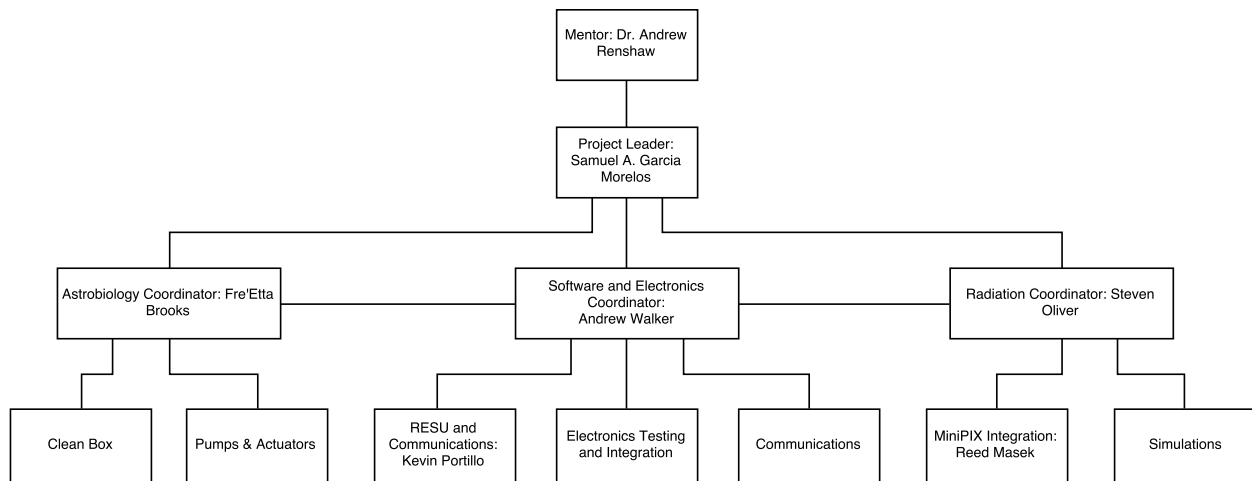 Mentor: Dr. Andrew
Renshaw
Project Leader:
Samuel A. Garcia
Morelos
Astrobiology Coordinator: Fre'Etta
Brooks
Software and Electronics
Coordinator:
Andrew Walker
Radiation Coordinator: Steven
Oliver
Clean Box
Pumps & Actuators
RESU and
Communications:
Kevin Portillo
Electronics Testing
and Integration
Communications
MiniPIX Integration:
Reed Masek
Simulations